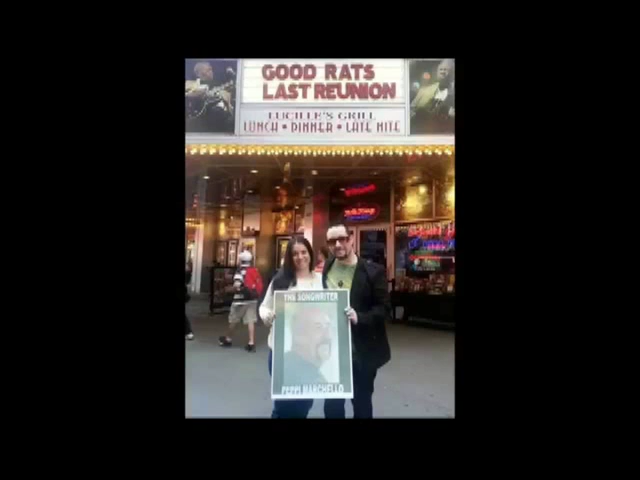 GOOD RATS
LAST REUNION
LUCILLE'S GRILL
LUNCH • DINNER • LATE NITE
THE SONGWRITER
PEPPI MARCHELLO